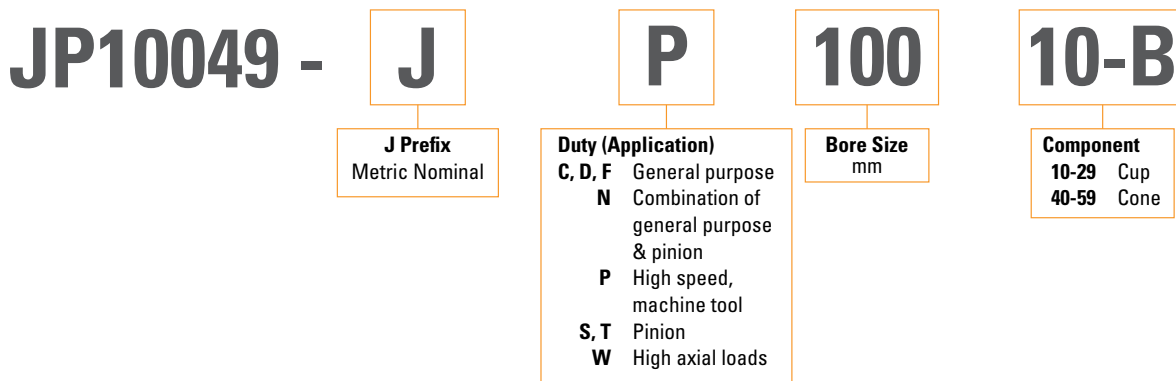 JP10049 - J P 100 10-B
J Prefix
Metric Nominal
Duty (Application)
C, D, F General purpose
N Combination of
general purpose
& pinion
P High speed,
machine tool
S, T Pinion
W High axial loads
Bore Size
mm
Component
10-29 Cup
40-59 Cone